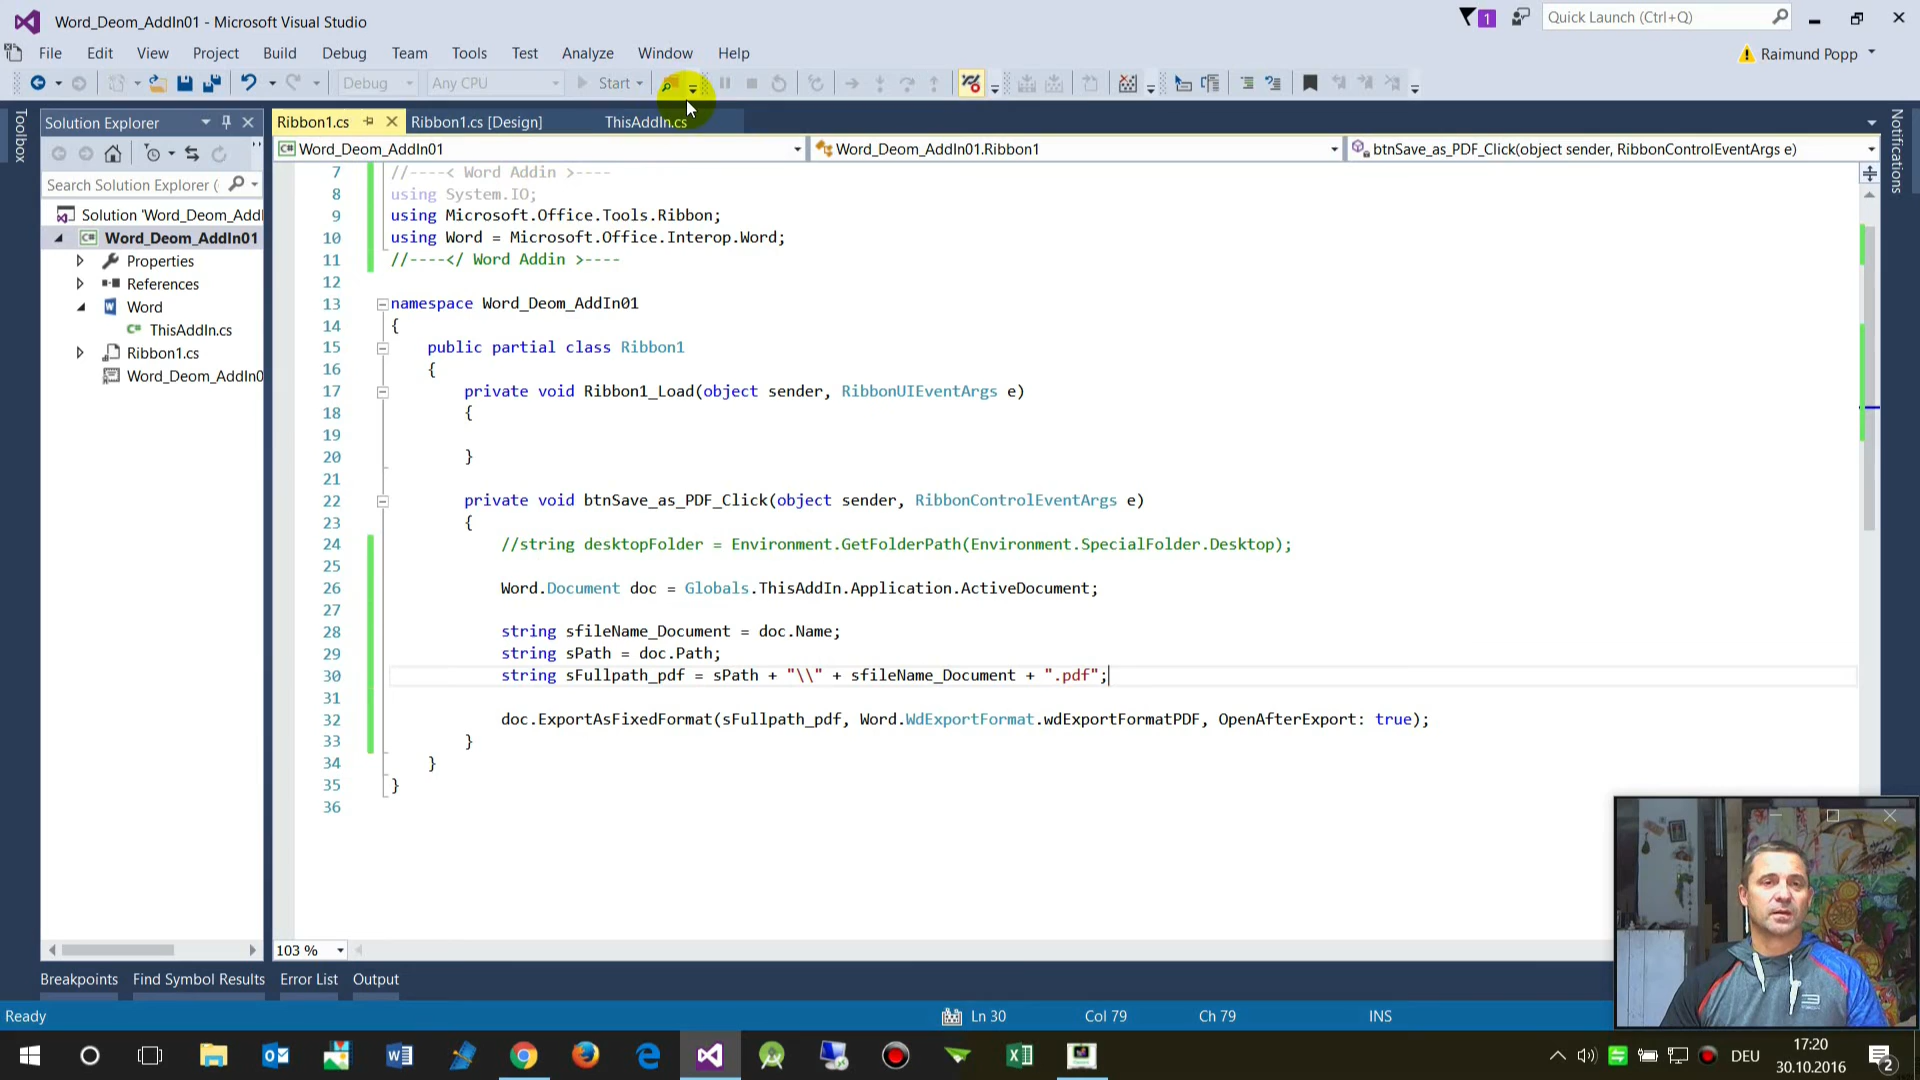 Word_Deom_AddIn01 - Microsoft Visual Studio
1
Quick Launch (Ctrl+Q)
File Edit View Project Build Debug Team Tools Test Analyze Window Help
Raimund Popp
Debug Any CPU Start
Toolbox
Solution Explorer
Ribbon1.cs Ribbon1.cs [Design] ThisAddIn.cs
Notifications
Word_Deom_AddIn01 Word_Deom_AddIn01.Ribbon1 btnSave_as_PDF_Click(object sender, RibbonControlEventArgs e)
Search Solution Explorer (
Solution 'Word_Deom_AddI
Word_Deom_AddIn01
Properties
References
Word
ThisAddIn.cs
Ribbon1.cs
Word_Deom_AddIn0
7 //----< Word Addin >----
8 using System.IO;
9 using Microsoft.Office.Tools.Ribbon;
10 using Word = Microsoft.Office.Interop.Word;
11 //----</ Word Addin >----
12
13 namespace Word_Deom_AddIn01
14 {
15 public partial class Ribbon1
16 {
17 private void Ribbon1_Load(object sender, RibbonUIEventArgs e)
18 {
19
20 }
21
22 private void btnSave_as_PDF_Click(object sender, RibbonControlEventArgs e)
23 {
24 //string desktopFolder = Environment.GetFolderPath(Environment.SpecialFolder.Desktop);
25
26 Word.Document doc = Globals.ThisAddIn.Application.ActiveDocument;
27
28 string sfileName_Document = doc.Name;
29 string sPath = doc.Path;
30 string sFullpath_pdf = sPath + "\\" + sfileName_Document + ".pdf";
31
32 doc.ExportAsFixedFormat(sFullpath_pdf, Word.WdExportFormat.wdExportFormatPDF, OpenAfterExport: true);
33 }
34 }
35 }
36
103 %
Breakpoints Find Symbol Results Error List Output
Ready Ln 30 Col 79 Ch 79 INS
DEU
17:20
30.10.2016
2